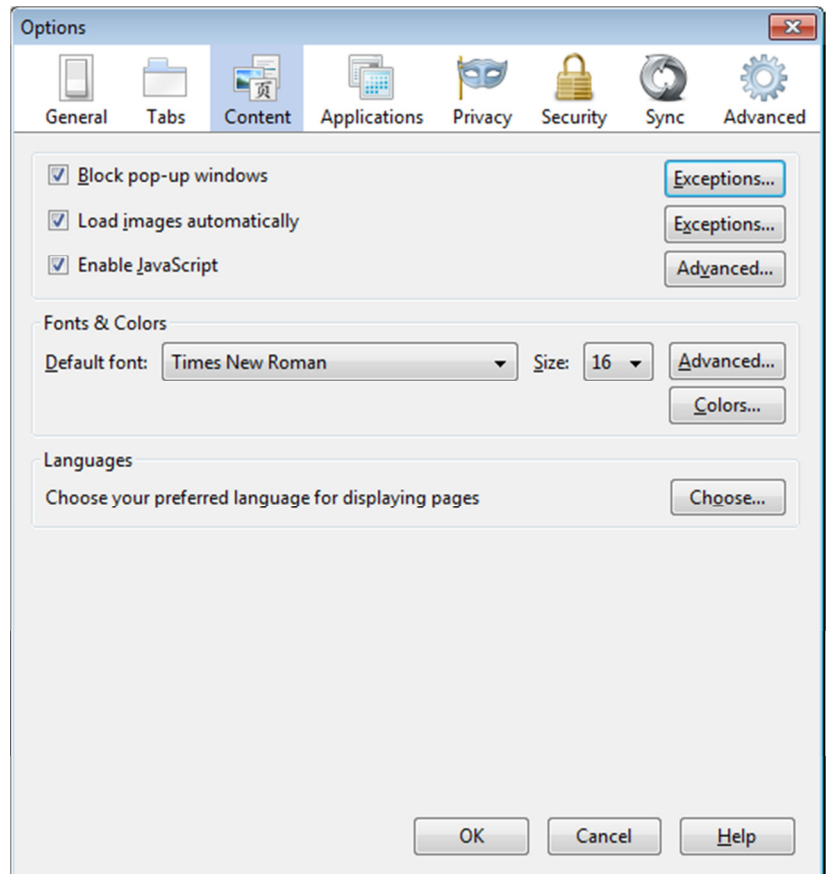 Options
General Tabs Content Applications Privacy Security Sync Advanced
页
Block pop-up windows Exceptions...
Load images automatically Exceptions...
Enable JavaScript Advanced...
Fonts & Colors
Default font: Times New Roman Size: 16 Advanced...
Colors...
Languages
Choose your preferred language for displaying pages Choose...
OK Cancel Help